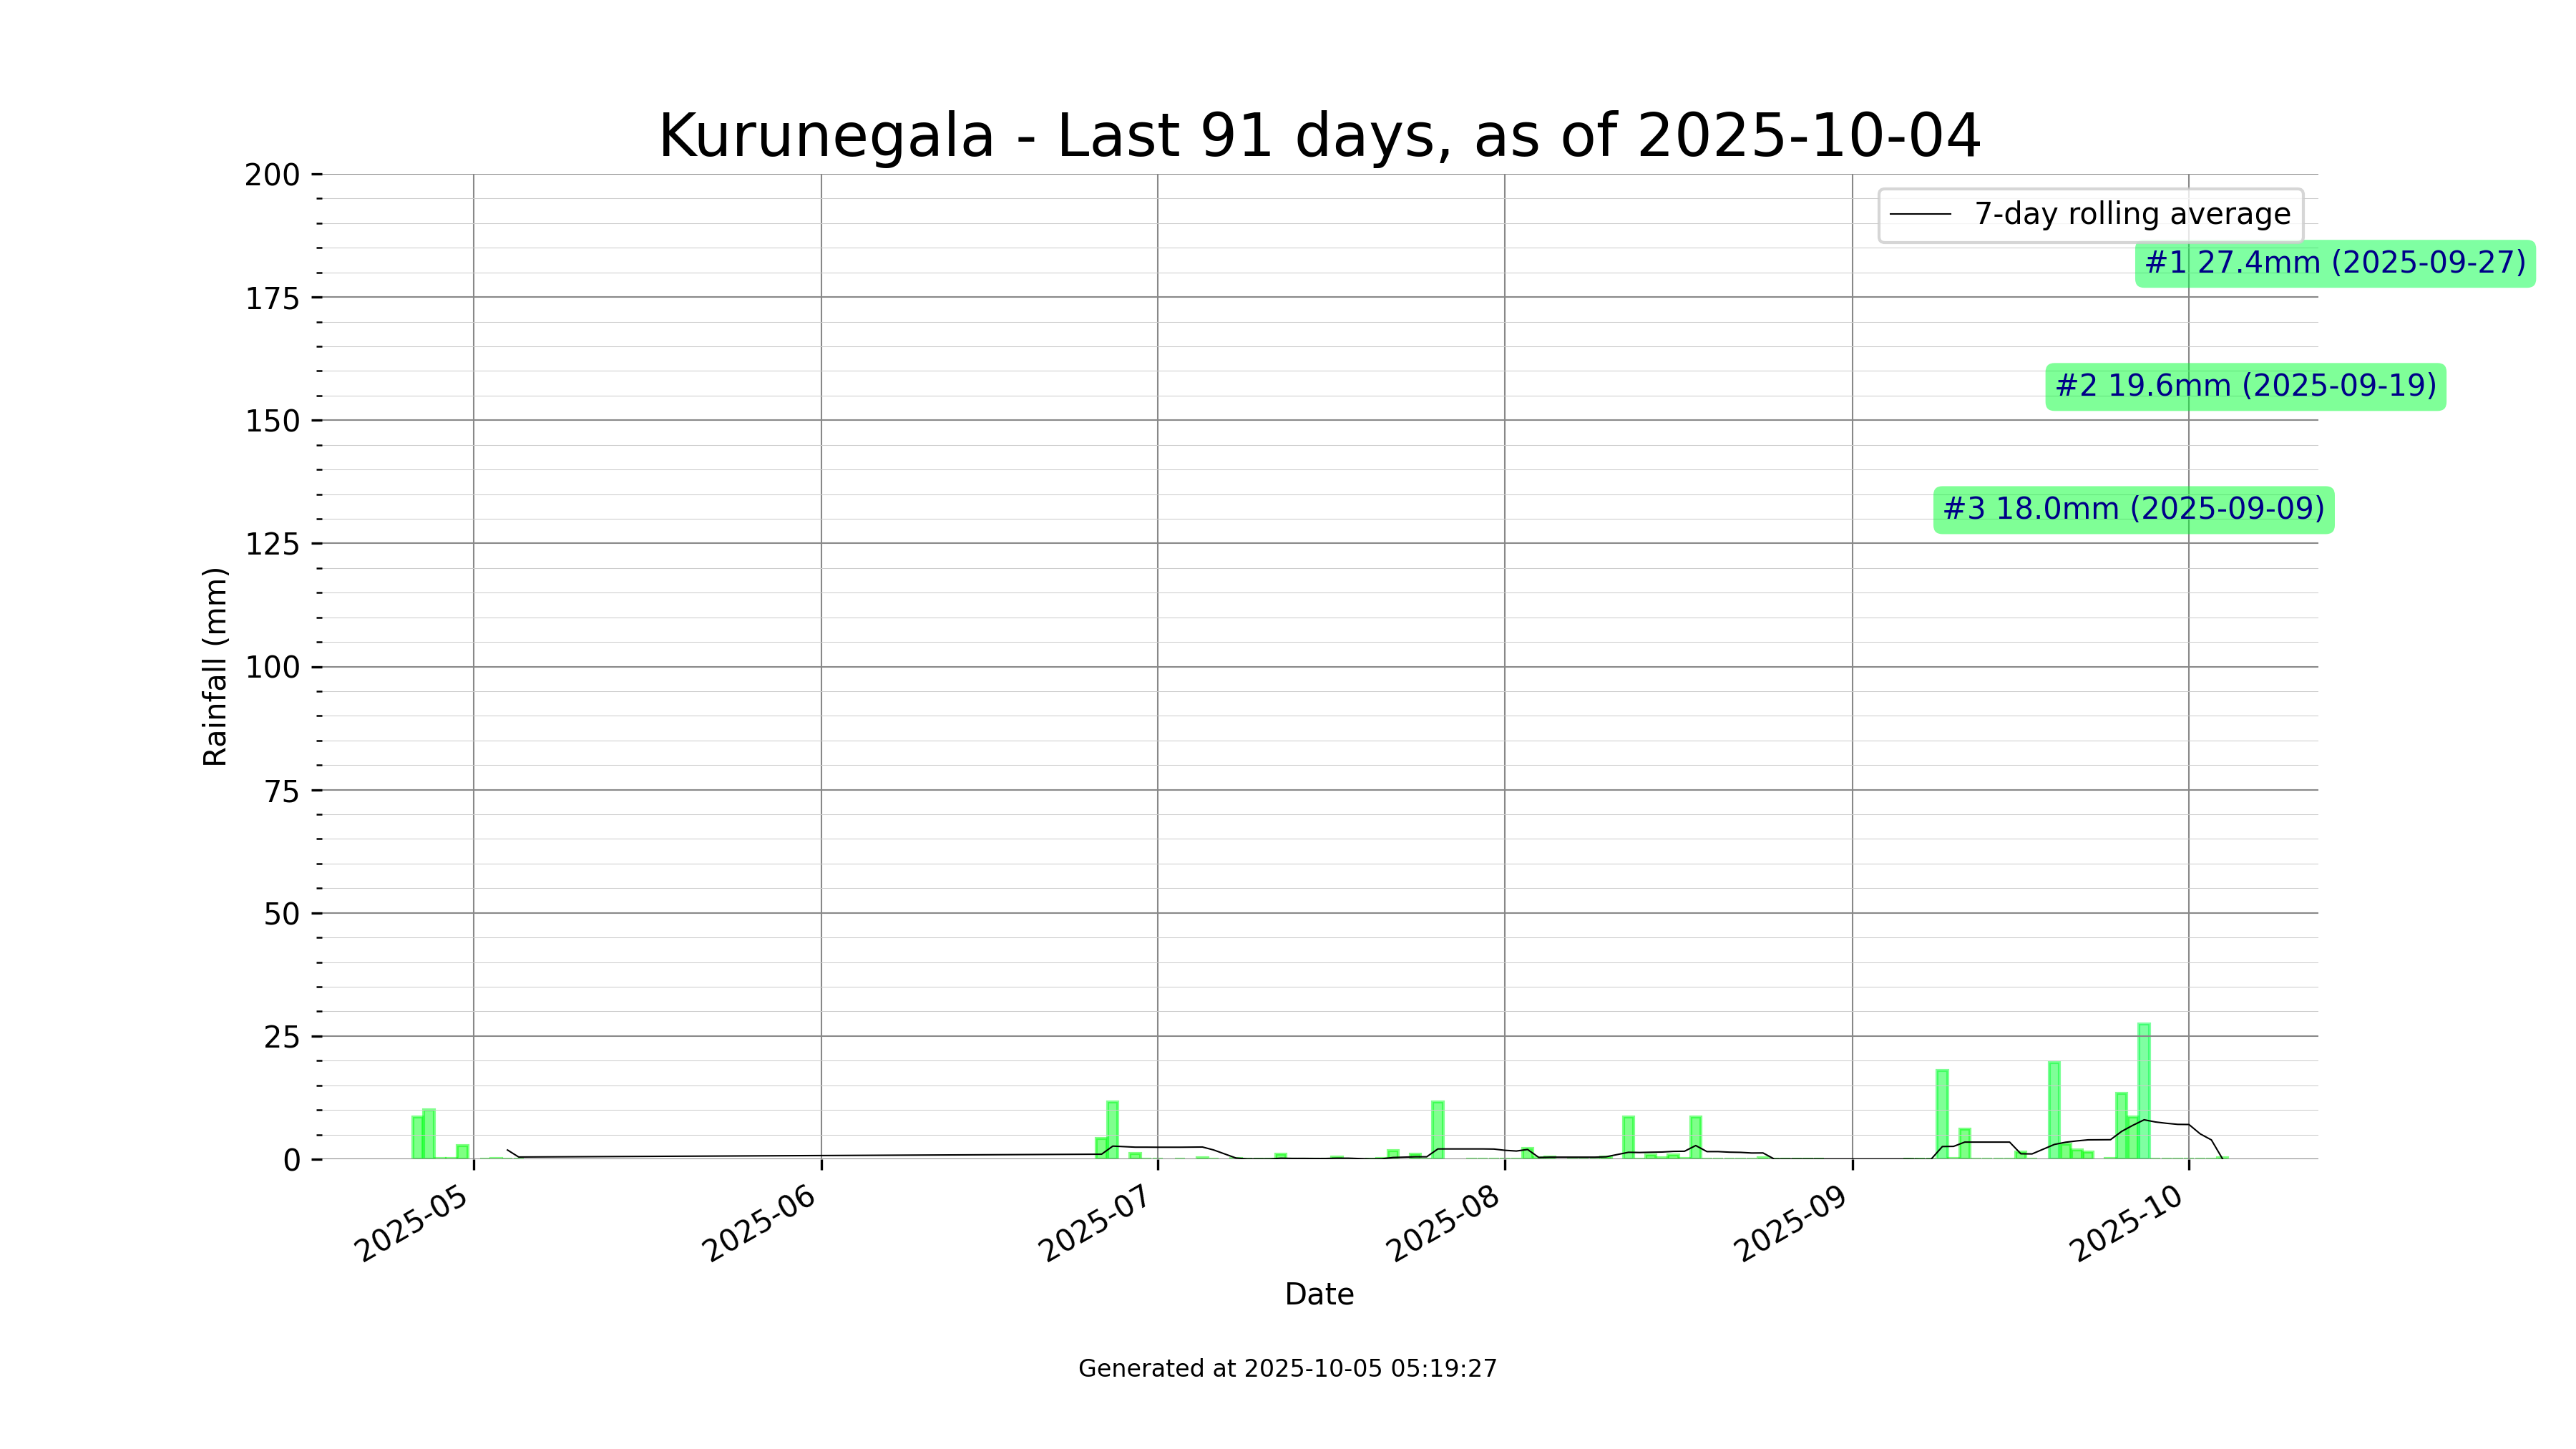 Kurunegala - Last 91 days, as of 2025-10-04
200
175
150
125
100
75
50
25
0
Rainfall (mm)
7-day rolling average
#1 27.4mm (2025-09-27)
#2 19.6mm (2025-09-19)
#3 18.0mm (2025-09-09)
2025-05
2025-06
2025-07
2025-08
2025-09
2025-10
Date
Generated at 2025-10-05 05:19:27